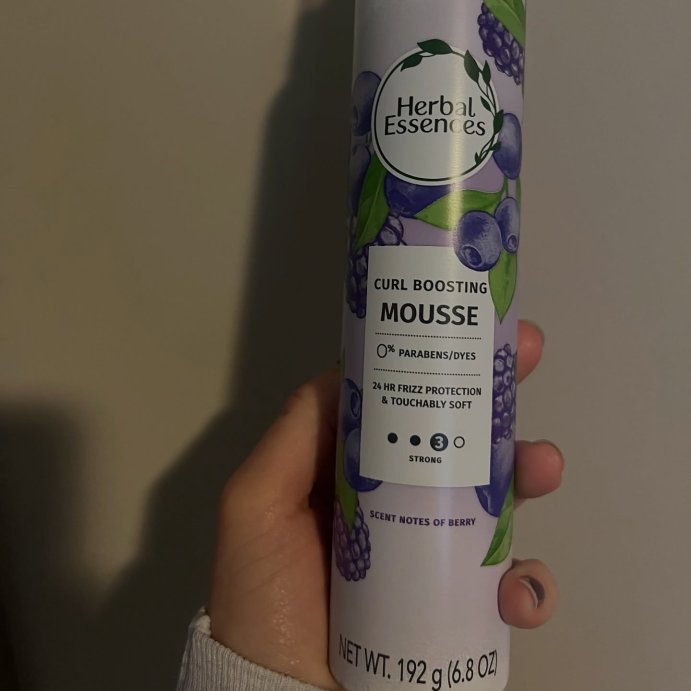 Herbal
Essences
CURL BOOSTING
MOUSSE
0% PARABENS/DYES
24 HR FRIZZ PROTECTION
& TOUCHABLY SOFT
3
STRONG
SCENT NOTES OF BERRY
NET WT. 192 g (6.8 OZ)